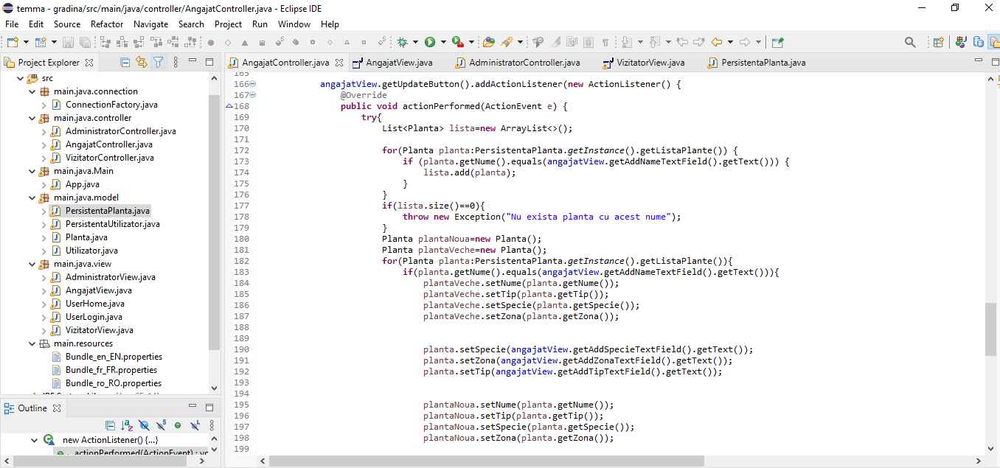 temma - gradina/src/main/java/controller/AngajatController.java - Eclipse IDE
File Edit Source Refactor Navigate Search Project Run Window Help
Project Explorer
src
main.java.connection
ConnectionFactory.java
main.java.controller
AdministratorController.java
AngajatController.java
VizitatorController.java
main.java.Main
App.java
main.java.model
PersistentaPlanta.java
PersistentaUtilizator.java
Planta.java
Utilizator.java
main.java.view
AdministratorView.java
AngajatView.java
UserHome.java
UserLogin.java
VizitatorView.java
main.resources
Bundle_en_EN.properties
Bundle_fr_FR.properties
Bundle_ro_RO.properties
Outline
new ActionListener() {...}
actionPerformed(ActionEvent) :
AngajatController.java AngajatView.java AdministratorController.java VizitatorView.java PersistentaPlanta.java
165
166 angajatView.getUpdateButton().addActionListener(new ActionListener() {
167 @Override
168 public void actionPerformed(ActionEvent e) {
169 try{
170 List<Planta> lista=new ArrayList<>();
171
172 for(Planta planta:PersistentaPlanta.getInstance().getListaPlante()) {
173 if (planta.getNume().equals(angajatView.getAddNameTextField().getText())) {
174 lista.add(planta);
175 }
176 }
177 if(lista.size()==0){
178 throw new Exception("Nu exista planta cu acest nume");
179 }
180 Planta plantaNoua=new Planta();
181 Planta plantaVeche=new Planta();
182 for(Planta planta:PersistentaPlanta.getInstance().getListaPlante()){
183 if(planta.getNume().equals(angajatView.getAddNameTextField().getText())){
184 plantaVeche.setNume(planta.getNume());
185 plantaVeche.setTip(planta.getTip());
186 plantaVeche.setSpecie(planta.getSpecie());
187 plantaVeche.setZona(planta.getZona());
188
189
190 planta.setSpecie(angajatView.getAddSpecieTextField().getText());
191 planta.setZona(angajatView.getAddZonaTextField().getText());
192 planta.setTip(angajatView.getAddTipTextField().getText());
193
194
195 plantaNoua.setNume(planta.getNume());
196 plantaNoua.setTip(planta.getTip());
197 plantaNoua.setSpecie(planta.getSpecie());
198 plantaNoua.setZona(planta.getZona());
199